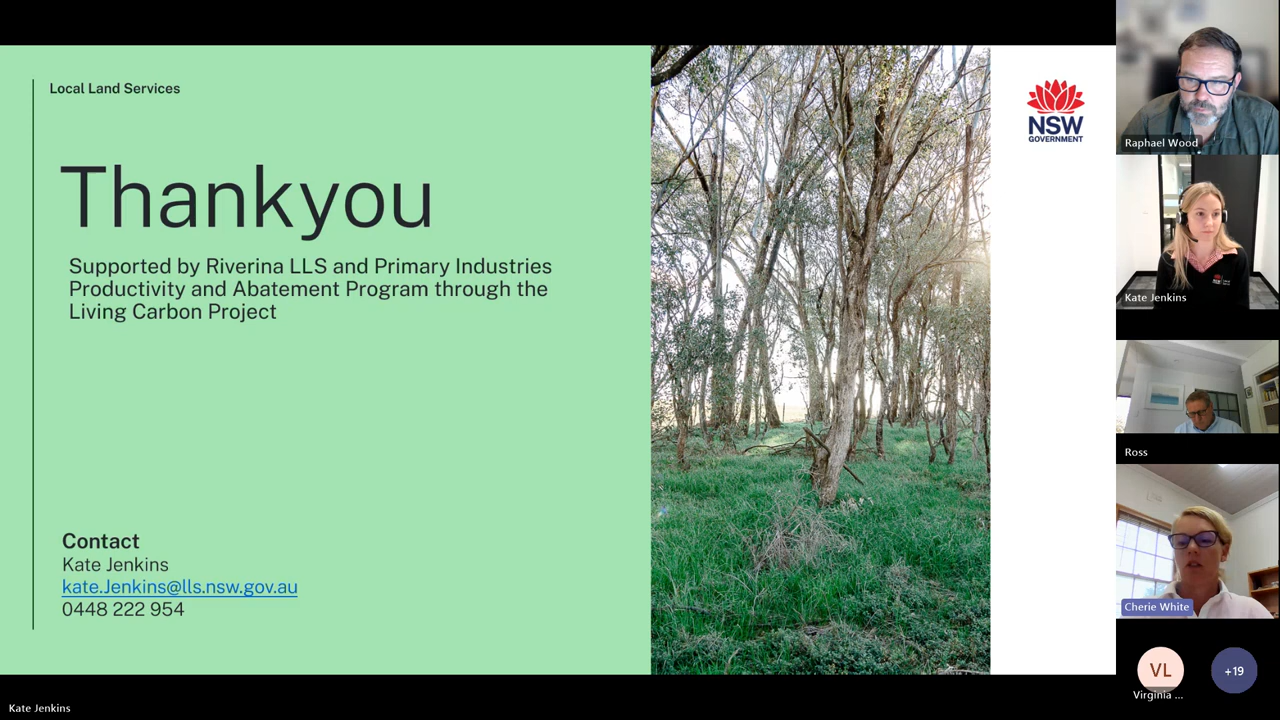 Local Land Services
Thankyou
Supported by Riverina LLS and Primary Industries
Productivity and Abatement Program through the
Living Carbon Project
Contact
Kate Jenkins
kate.Jenkins@lls.nsw.gov.au
0448 222 954
NSW
GOVERNMENT
Raphael Wood
Kate Jenkins
Ross
Cherie White
VL
Virginia ...
+19
Kate Jenkins